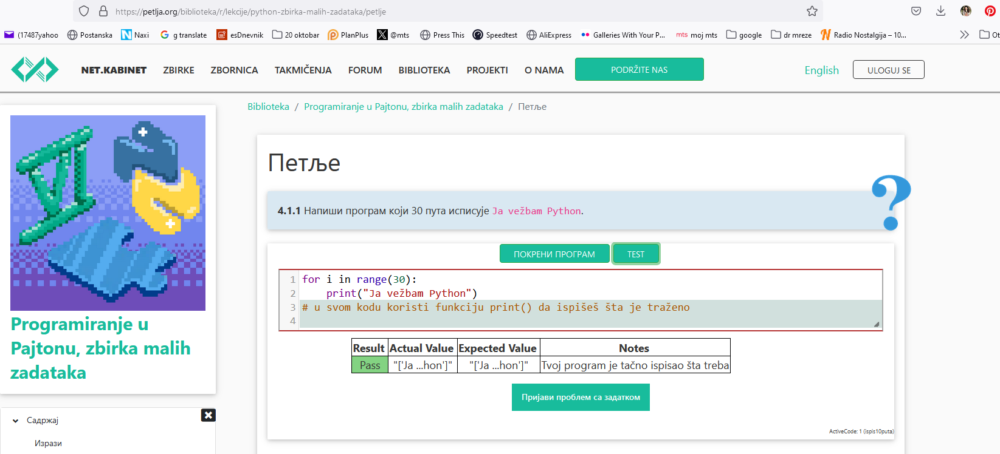 https://petlja.org/biblioteka/r/lekcije/python-zbirka-malih-zadataka/petlje
(17487yahoo Postanska Naxi g translate esDnevnik 20 oktobar PlanPlus @mts Press This Speedtest AliExpress Galleries With Your P... mts moj mts google dr mreze Radio Nostalgija – 10... Ot
NET.KABINET ZBIRKE ZBORNICA TAKMIČENJA FORUM BIBLIOTEKA PROJEKTI O NAMA PODRŽITE NAS English ULOGUJ SE
Biblioteka / Programiranje u Pajtonu, zbirka malih zadataka / Петље
Programiranje u
Pajtonu, zbirka malih
zadataka
Садржај
Изрази
Петље
?
4.1.1 Напиши програм који 30 пута исписује Ja vežbam Python.
ПОКРЕНИ ПРОГРАМ TEST
1 for i in range(30):
2 print("Ja vežbam Python")
3 # u svom kodu koristi funkciju print() da ispišeš šta je traženo
4
Result Actual Value Expected Value Notes
Pass "['Ja ...hon']" "['Ja ...hon']" Tvoj program je tačno ispisao šta treba
Пријави проблем са задатком
ActiveCode: 1 (ispis10puta)